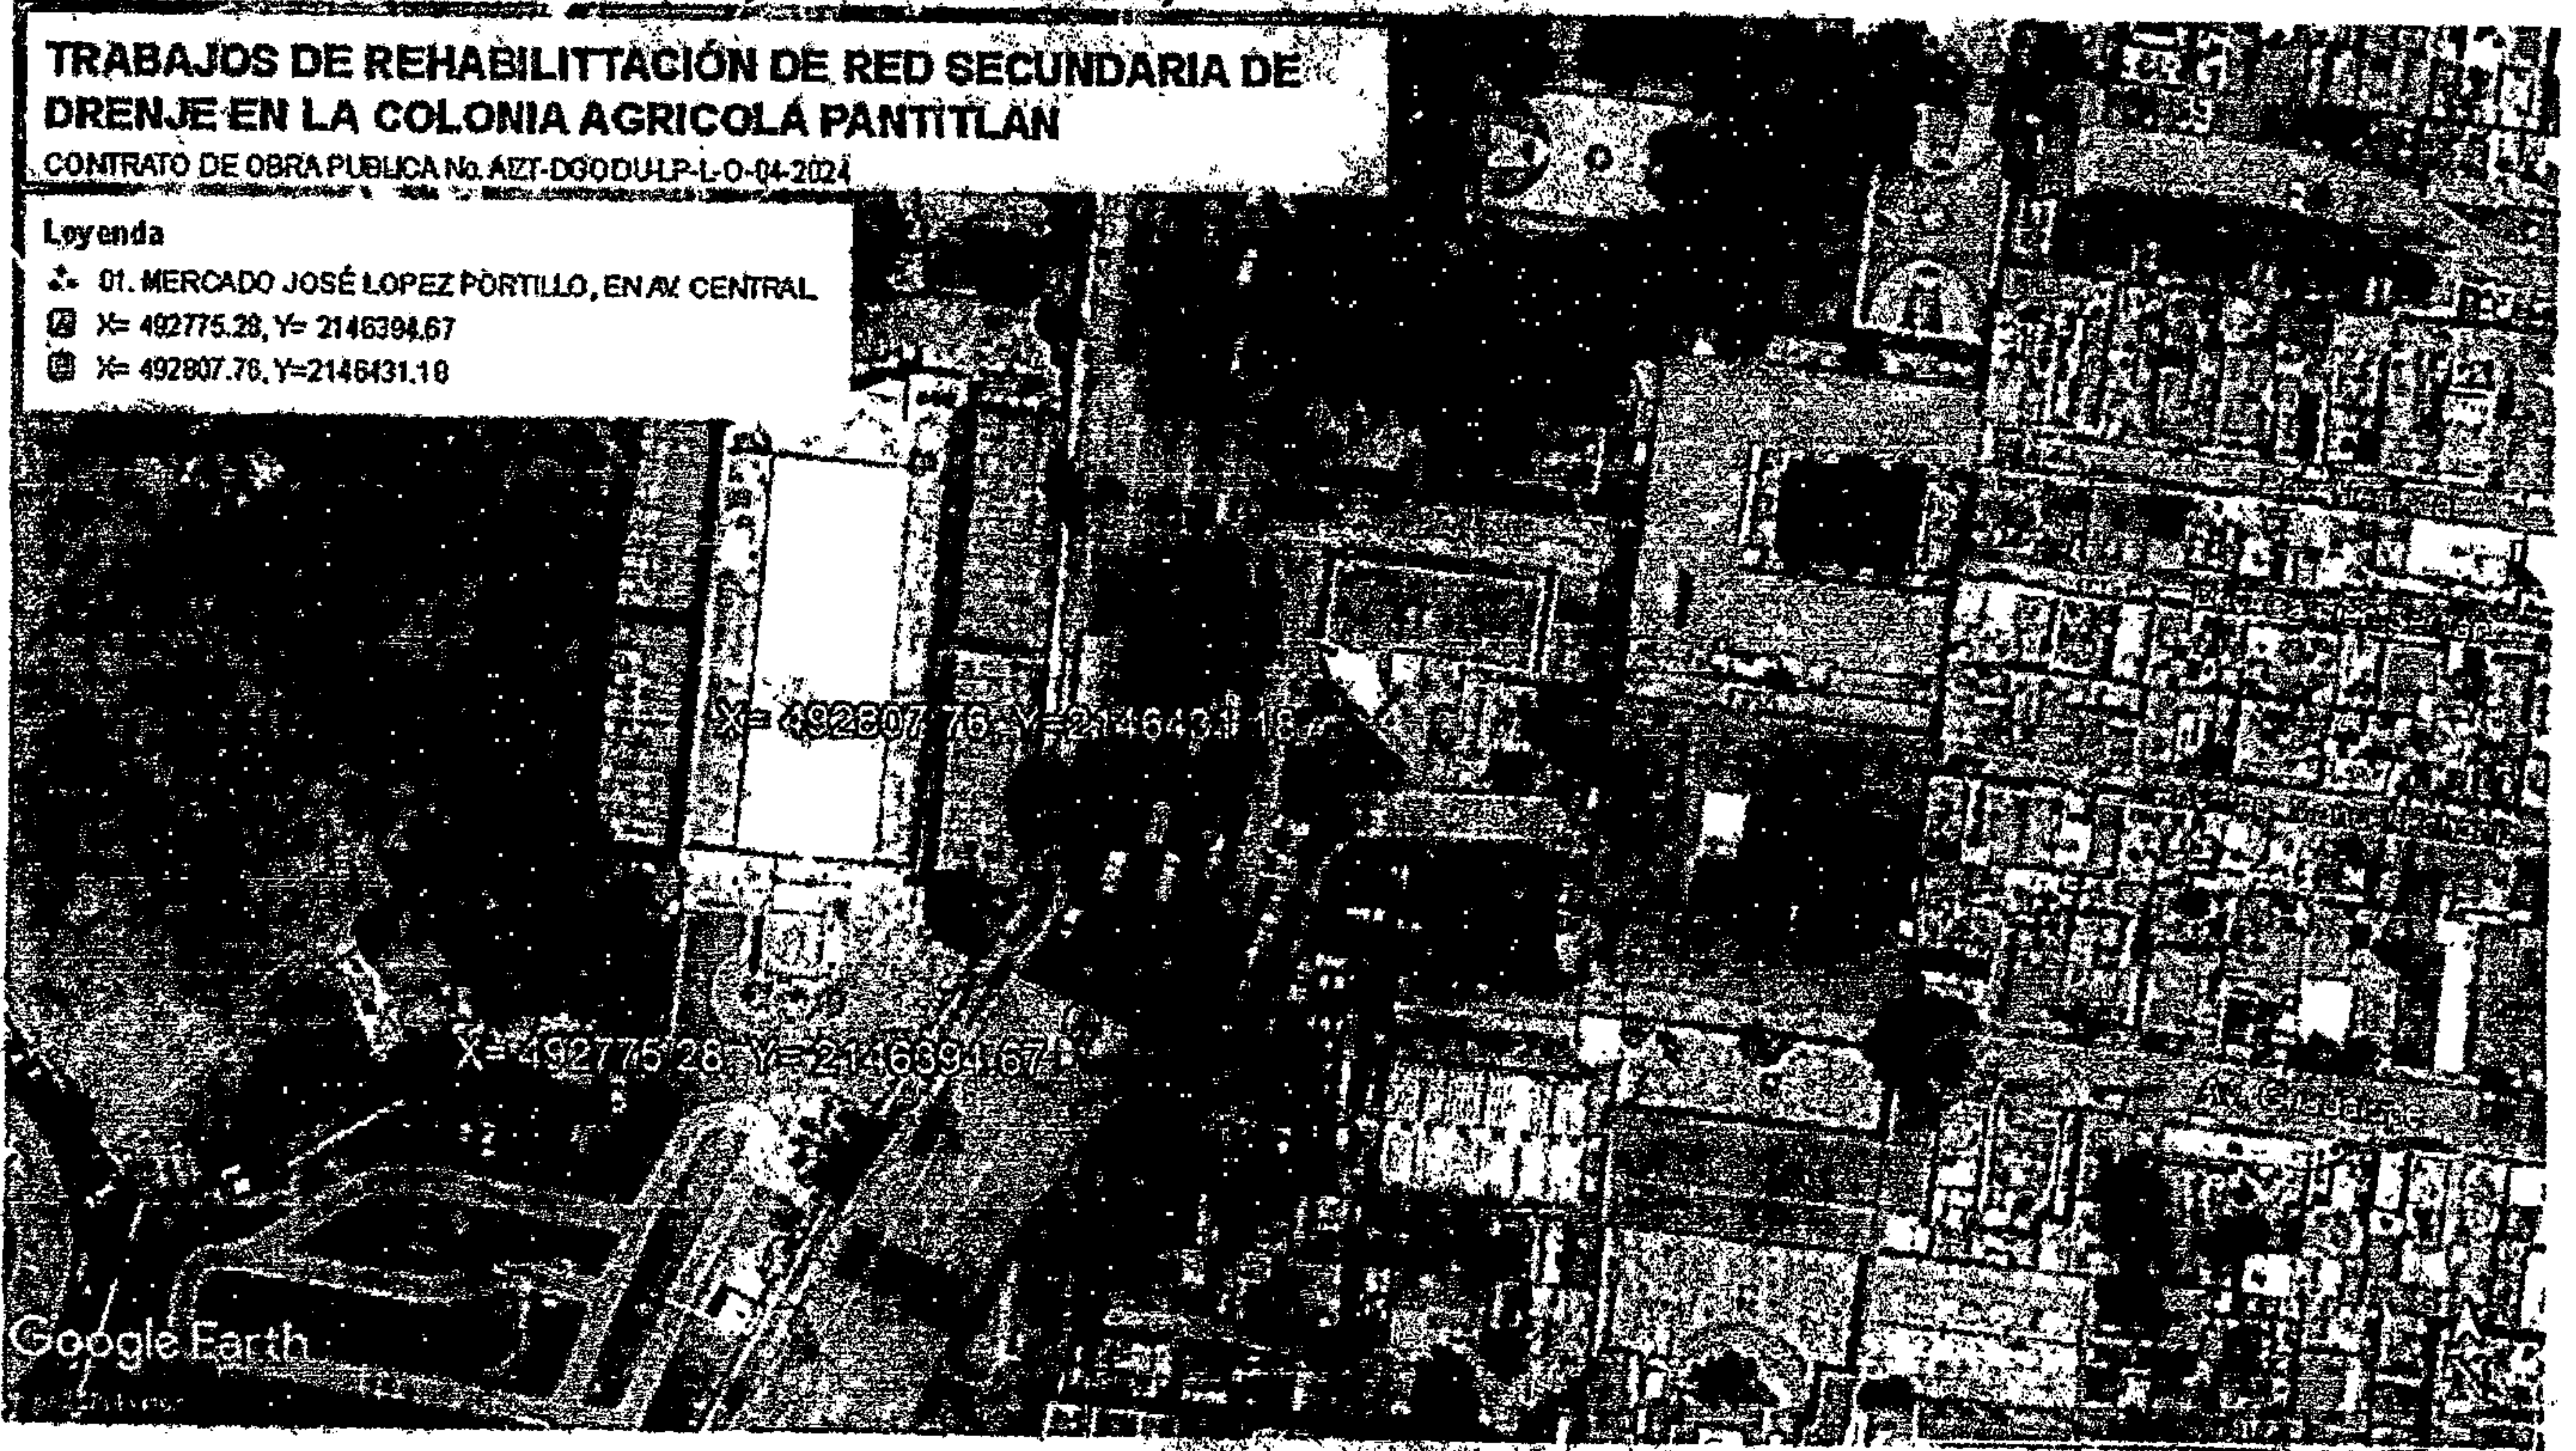 TRABAJOS DE REHABILITTACIÓN DE RED SECUNDARIA DE
DRENJE EN LA COLONIA AGRICOLA PANTITLAN
CONTRATO DE OBRA PUBLICA No. AIZT-DGODU-LP-L-O-04-2024
Leyenda
01. MERCADO JOSÉ LOPEZ PORTILLO, EN AV. CENTRAL
X= 492775.28, Y= 2146394.67
X= 492807.76, Y=2146431.18
X= 492807.76, Y=2146431.18
X= 492775.28, Y= 2146394.67
Google Earth